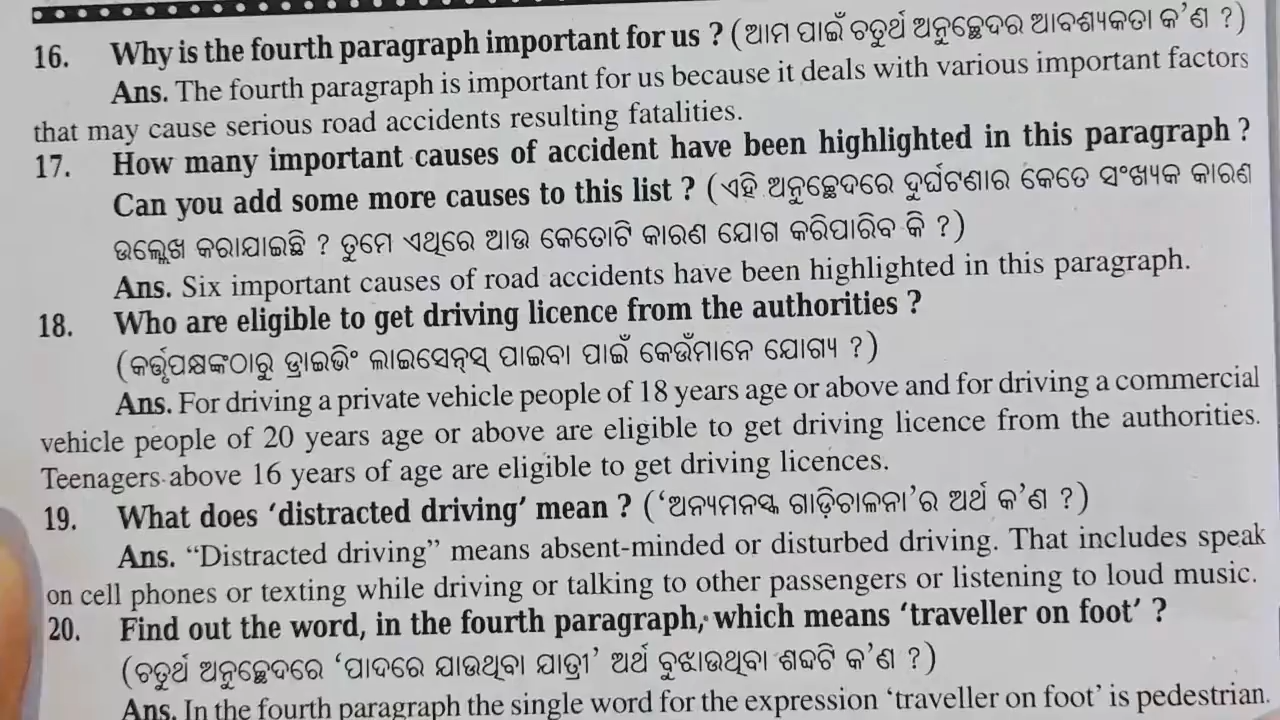 16. Why is the fourth paragraph important for us ? (ଆମ ପାଇଁ ଚତୁର୍ଥ ଅନୁଚ୍ଛେଦର ଆବଶ୍ୟକତା କ'ଣ ?)
Ans. The fourth paragraph is important for us because it deals with various important factors
that may cause serious road accidents resulting fatalities.
17. How many important causes of accident have been highlighted in this paragraph ?
Can you add some more causes to this list ? (ଏହି ଅନୁଚ୍ଛେଦରେ ଦୁର୍ଘଟଣାର କେତେ ସଂଖ୍ୟକ କାରଣ
ଉଲ୍ଲେଖ କରାଯାଇଛି ? ତୁମେ ଏଥିରେ ଆଉ କେତୋଟି କାରଣ ଯୋଗ କରିପାରିବ କି ?)
Ans. Six important causes of road accidents have been highlighted in this paragraph.
18. Who are eligible to get driving licence from the authorities ?
(କର୍ତ୍ତୃପକ୍ଷଙ୍କଠାରୁ ଡ୍ରାଇଭିଂ ଲାଇସେନ୍ସ୍ ପାଇବା ପାଇଁ କେଉଁମାନେ ଯୋଗ୍ୟ ?)
Ans. For driving a private vehicle people of 18 years age or above and for driving a commercial
vehicle people of 20 years age or above are eligible to get driving licence from the authorities.
Teenagers above 16 years of age are eligible to get driving licences.
19. What does 'distracted driving' mean ? ('ଅନ୍ୟମନସ୍କ ଗାଡ଼ିଚାଳନା'ର ଅର୍ଥ କ'ଣ ?)
Ans. "Distracted driving" means absent-minded or disturbed driving. That includes speak
on cell phones or texting while driving or talking to other passengers or listening to loud music.
20. Find out the word, in the fourth paragraph, which means 'traveller on foot' ?
(ଚତୁର୍ଥ ଅନୁଚ୍ଛେଦରେ 'ପାଦରେ ଯାଉଥିବା ଯାତ୍ରୀ' ଅର୍ଥ ବୁଝାଉଥିବା ଶବ୍ଦଟି କ'ଣ ?)
Ans. In the fourth paragraph the single word for the expression 'traveller on foot' is pedestrian.